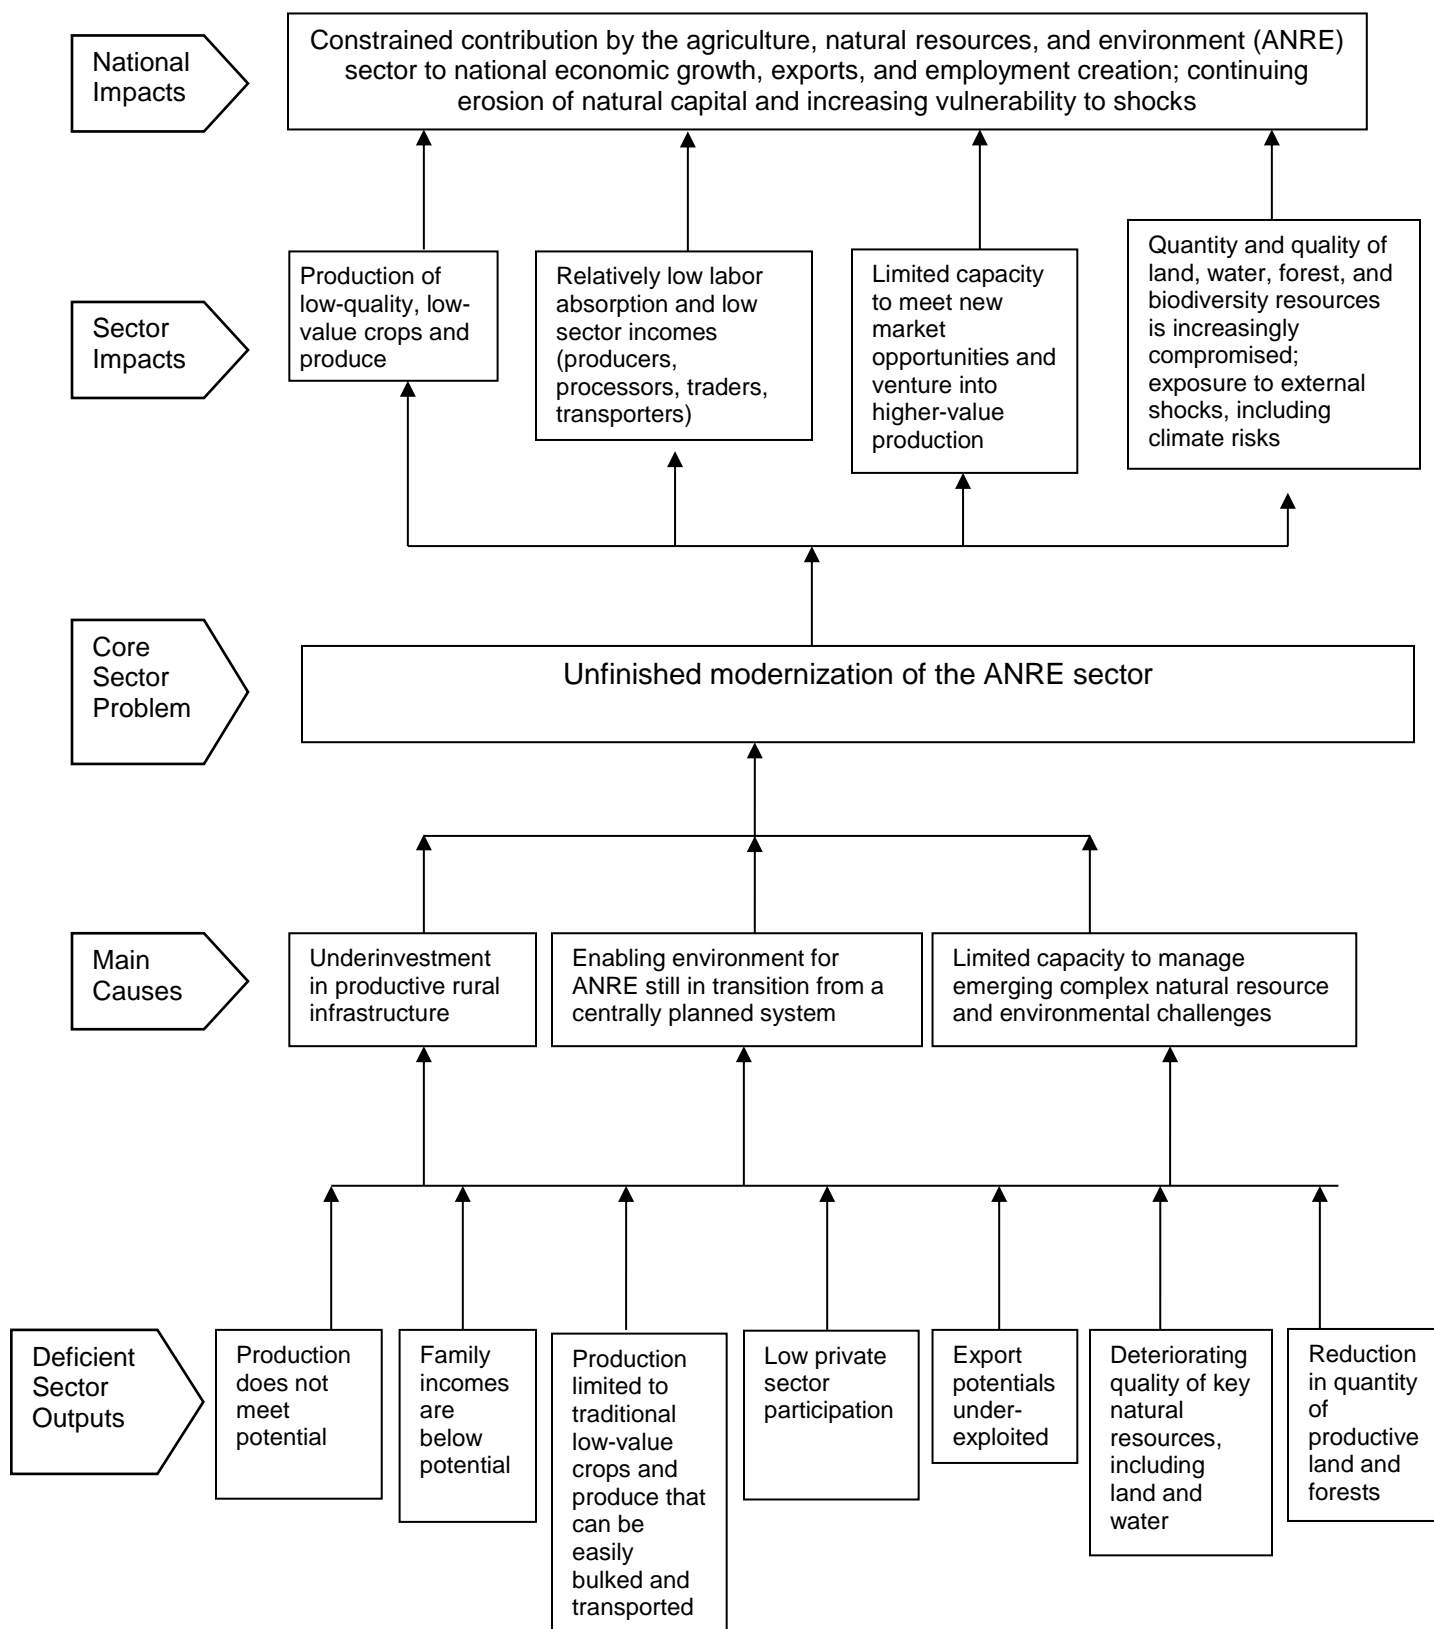 National
Impacts
Constrained contribution by the agriculture, natural resources, and environment (ANRE)
sector to national economic growth, exports, and employment creation; continuing
erosion of natural capital and increasing vulnerability to shocks
Sector
Impacts
Production of
low-quality, low-
value crops and
produce
Relatively low labor
absorption and low
sector incomes
(producers,
processors, traders,
transporters)
Limited capacity
to meet new
market
opportunities and
venture into
higher-value
production
Quantity and quality of
land, water, forest, and
biodiversity resources
is increasingly
compromised;
exposure to external
shocks, including
climate risks
Core
Sector
Problem
Unfinished modernization of the ANRE sector
Main
Causes
Underinvestment
in productive rural
infrastructure
Enabling environment for
ANRE still in transition from a
centrally planned system
Limited capacity to manage
emerging complex natural resource
and environmental challenges
Deficient
Sector
Outputs
Production
does not
meet
potential
Family
incomes
are
below
potential
Production
limited to
traditional
low-value
crops and
produce that
can be
easily
bulked and
transported
Low private
sector
participation
Export
potentials
under-
exploited
Deteriorating
quality of key
natural
resources,
including
land and
water
Reduction
in quantity
of
productive
land and
forests